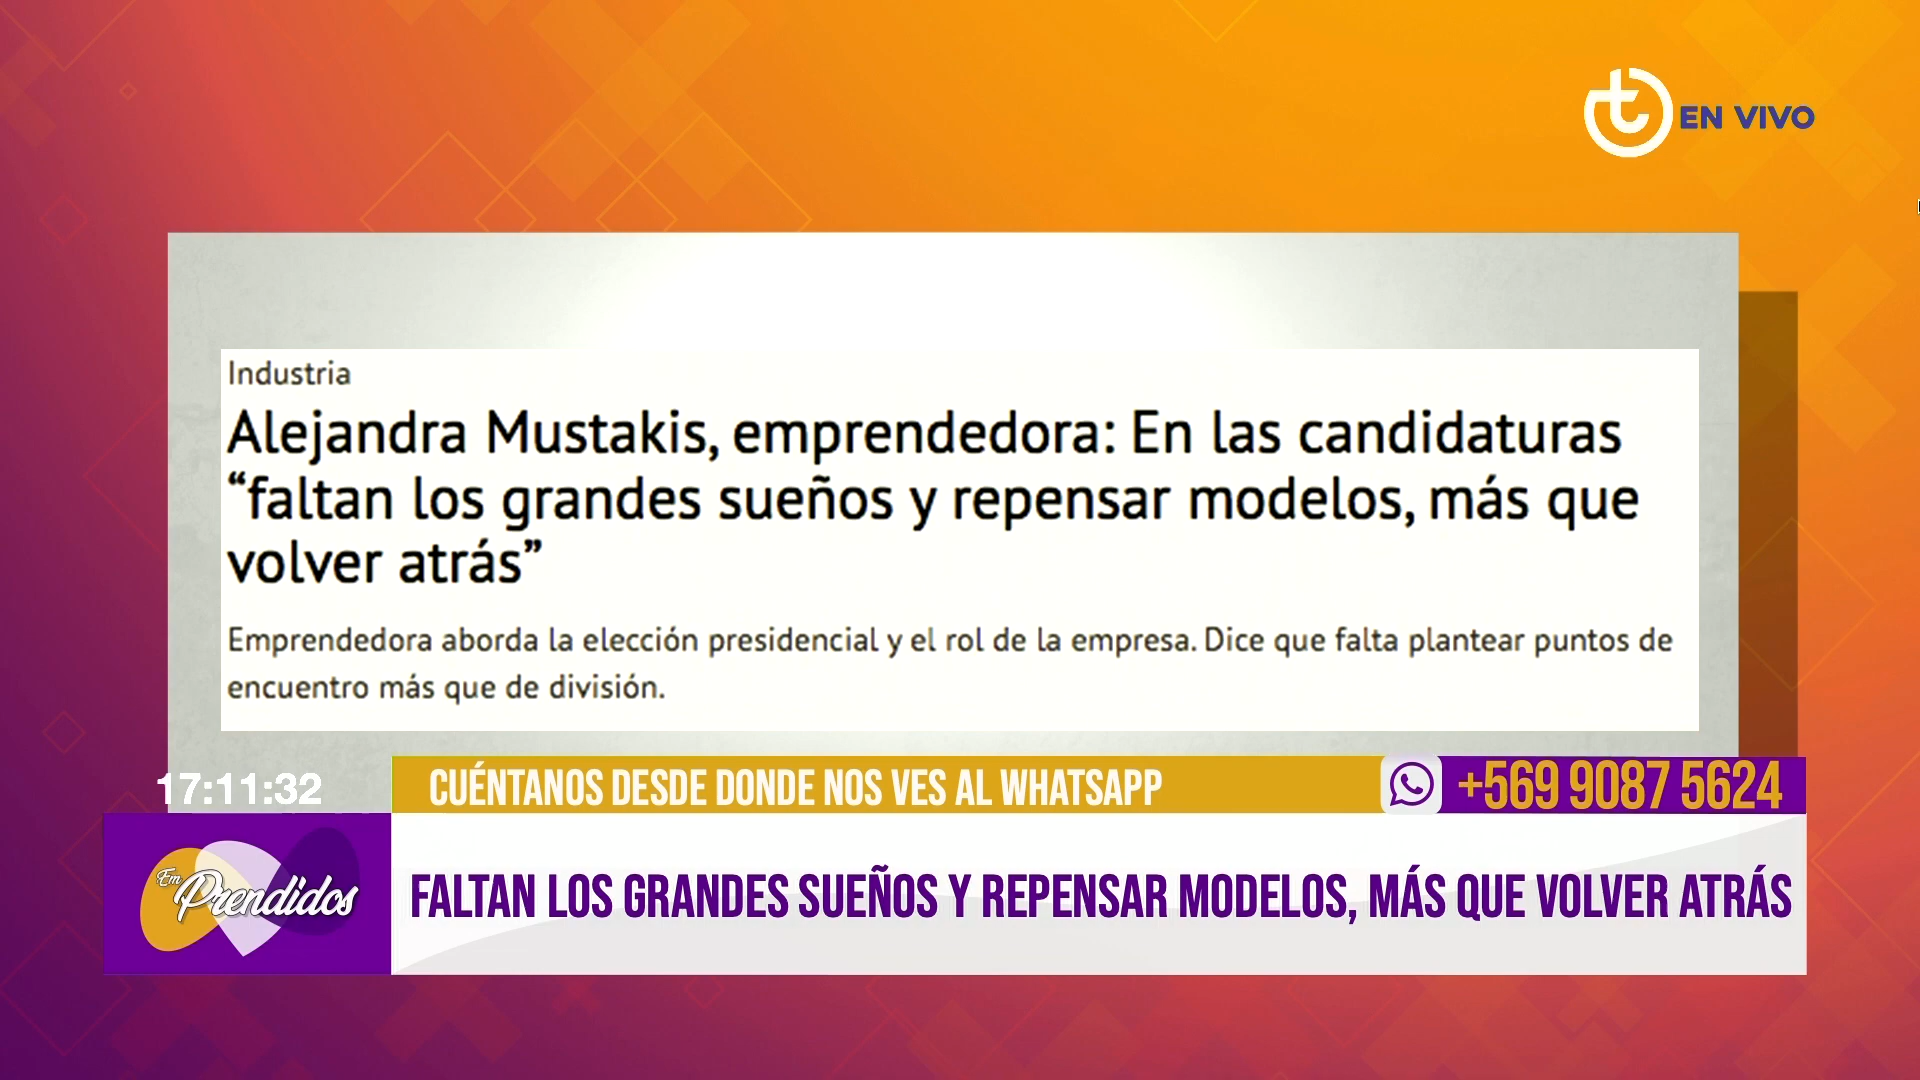 EN VIVO
Industria
Alejandra Mustakis, emprendedora: En las candidaturas
“faltan los grandes sueños y repensar modelos, más que
volver atrás”
Emprendedora aborda la elección presidencial y el rol de la empresa. Dice que falta plantear puntos de
encuentro más que de división.
17:11:32
CUÉNTANOS DESDE DONDE NOS VES AL WHATSAPP
+569 9087 5624
Em
Prendidos
FALTAN LOS GRANDES SUEÑOS Y REPENSAR MODELOS, MÁS QUE VOLVER ATRÁS